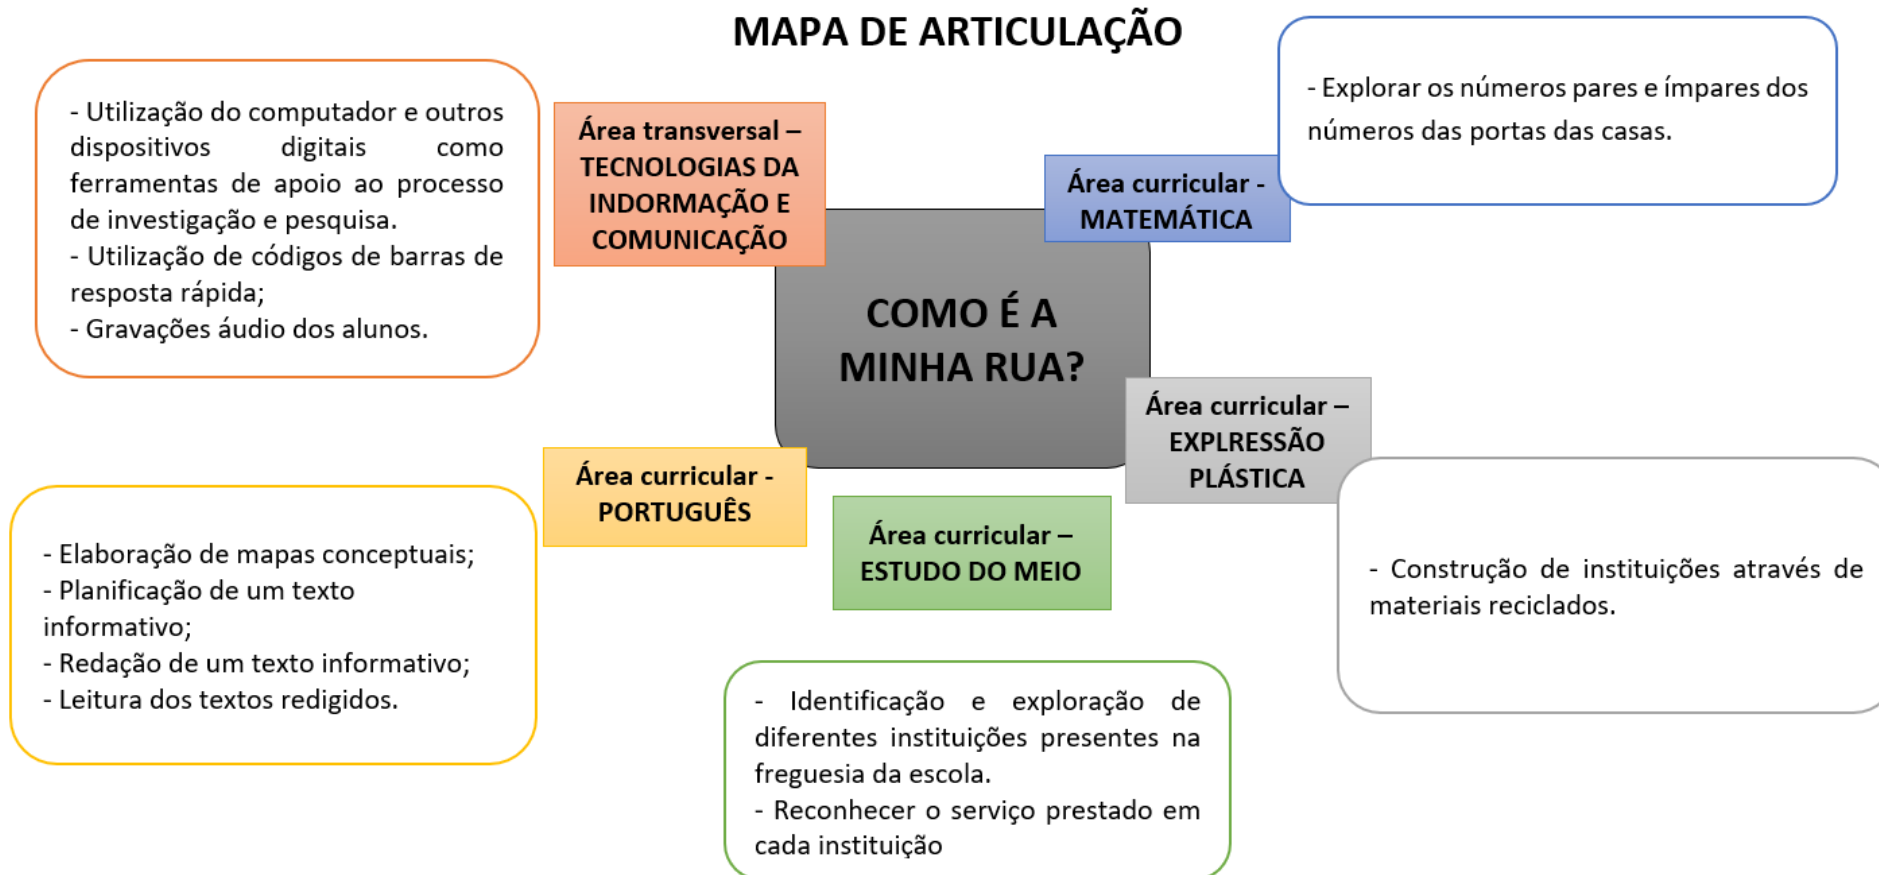 MAPA DE ARTICULAÇÃO
- Utilização do computador e outros
dispositivos digitais como
ferramentas de apoio ao processo
de investigação e pesquisa.
- Utilização de códigos de barras de
resposta rápida;
- Gravações áudio dos alunos.
Área transversal –
TECNOLOGIAS DA
INDORMAÇÃO E
COMUNICAÇÃO
Área curricular -
MATEMÁTICA
- Explorar os números pares e ímpares dos
números das portas das casas.
COMO É A
MINHA RUA?
Área curricular –
EXPLRESSÃO
PLÁSTICA
- Construção de instituições através de
materiais reciclados.
Área curricular -
PORTUGUÊS
- Elaboração de mapas conceptuais;
- Planificação de um texto
informativo;
- Redação de um texto informativo;
- Leitura dos textos redigidos.
Área curricular –
ESTUDO DO MEIO
- Identificação e exploração de
diferentes instituições presentes na
freguesia da escola.
- Reconhecer o serviço prestado em
cada instituição